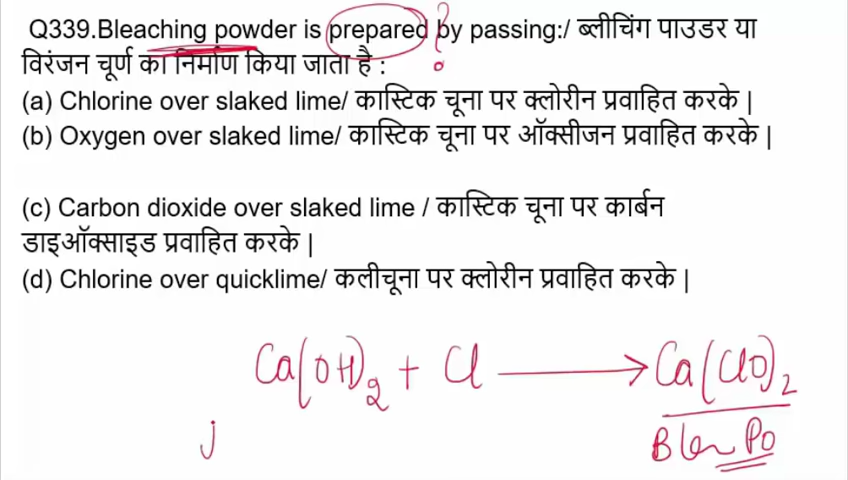 Q339.Bleaching powder is prepared by passing:/ ब्लीचिंग पाउडर या
विरंजन चूर्ण का निर्माण किया जाता है :
(a) Chlorine over slaked lime/ कास्टिक चूना पर क्लोरीन प्रवाहित करके |
(b) Oxygen over slaked lime/ कास्टिक चूना पर ऑक्सीजन प्रवाहित करके |
(c) Carbon dioxide over slaked lime / कास्टिक चूना पर कार्बन
डाइऑक्साइड प्रवाहित करके |
(d) Chlorine over quicklime/ कलीचूना पर क्लोरीन प्रवाहित करके |
Ca(OH)₂ + Cl ⟶ Ca(ClO)₂
Po